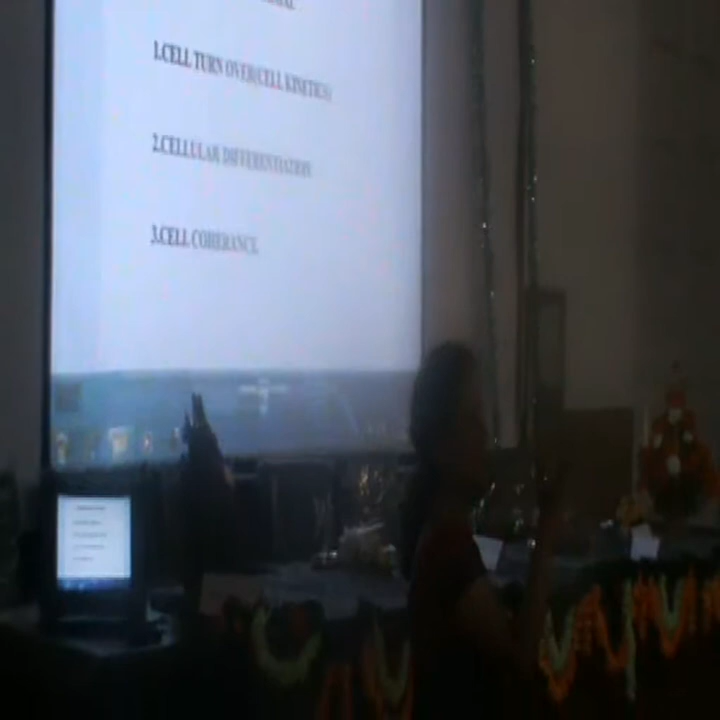 1.CELL TURN OVER(CELL KINETICS)
2.CELLULAR DIFFERENTIATION
3.CELL COHERANCE